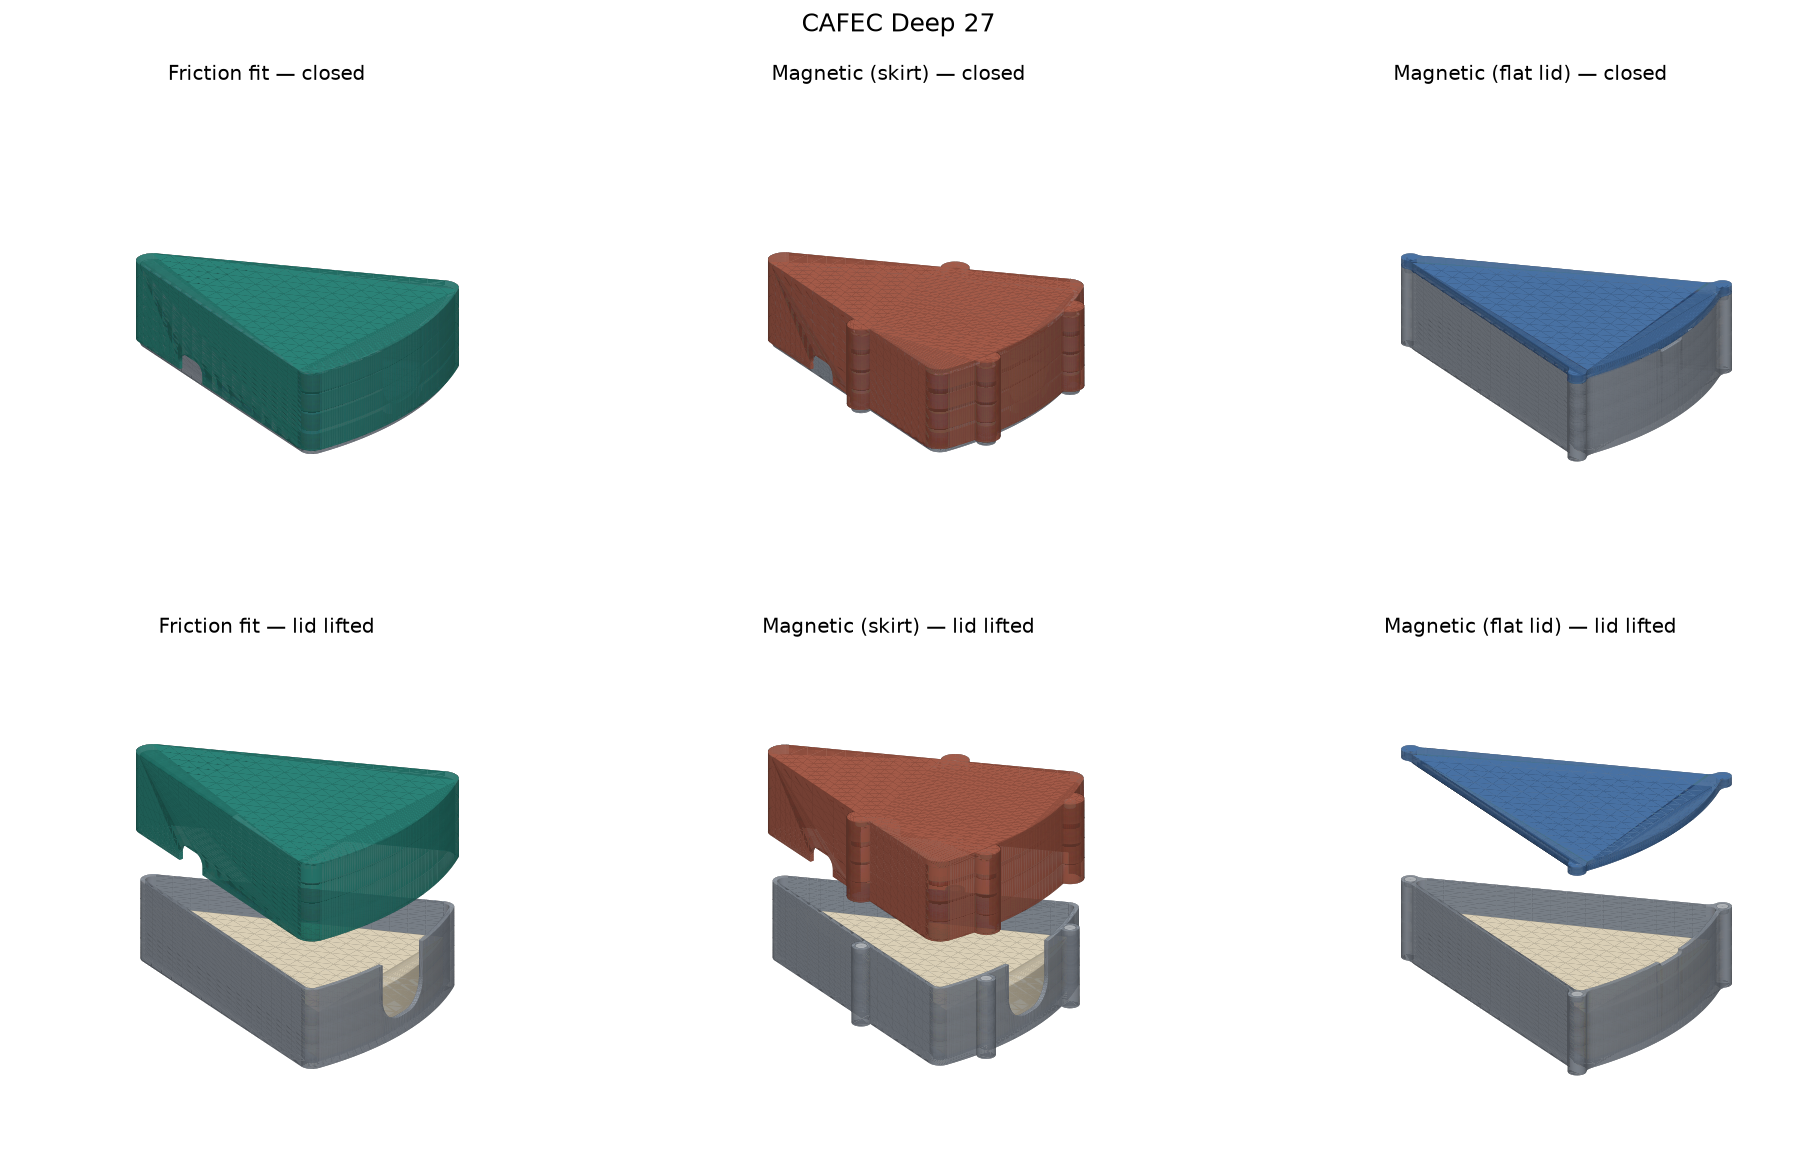 CAFEC Deep 27
Friction fit — closed
Magnetic (skirt) — closed
Magnetic (flat lid) — closed
Friction fit — lid lifted
Magnetic (skirt) — lid lifted
Magnetic (flat lid) — lid lifted